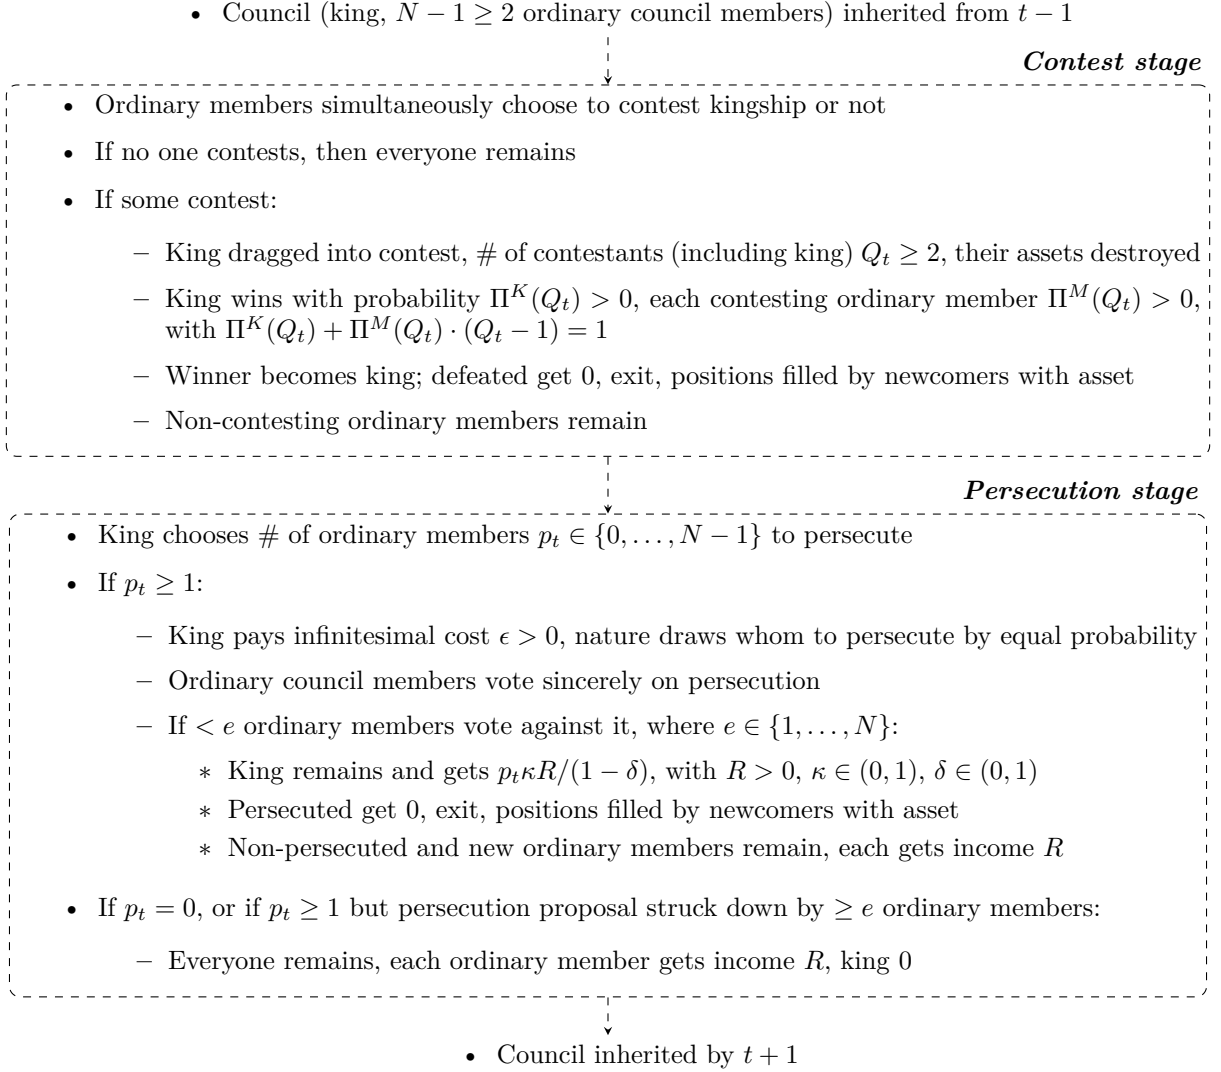 • Council (king, N − 1 ≥ 2 ordinary council members) inherited from t − 1
Contest stage
• Ordinary members simultaneously choose to contest kingship or not
• If no one contests, then everyone remains
• If some contest:
– King dragged into contest, # of contestants (including king) Q_t ≥ 2, their assets destroyed
– King wins with probability Π^K(Q_t) > 0, each contesting ordinary member Π^M(Q_t) > 0,
with Π^K(Q_t) + Π^M(Q_t) · (Q_t − 1) = 1
– Winner becomes king; defeated get 0, exit, positions filled by newcomers with asset
– Non-contesting ordinary members remain
Persecution stage
• King chooses # of ordinary members p_t ∈ {0, . . . , N − 1} to persecute
• If p_t ≥ 1:
– King pays infinitesimal cost ϵ > 0, nature draws whom to persecute by equal probability
– Ordinary council members vote sincerely on persecution
– If < e ordinary members vote against it, where e ∈ {1, . . . , N}:
∗ King remains and gets p_tκR/(1 − δ), with R > 0, κ ∈ (0, 1), δ ∈ (0, 1)
∗ Persecuted get 0, exit, positions filled by newcomers with asset
∗ Non-persecuted and new ordinary members remain, each gets income R
• If p_t = 0, or if p_t ≥ 1 but persecution proposal struck down by ≥ e ordinary members:
– Everyone remains, each ordinary member gets income R, king 0
• Council inherited by t + 1